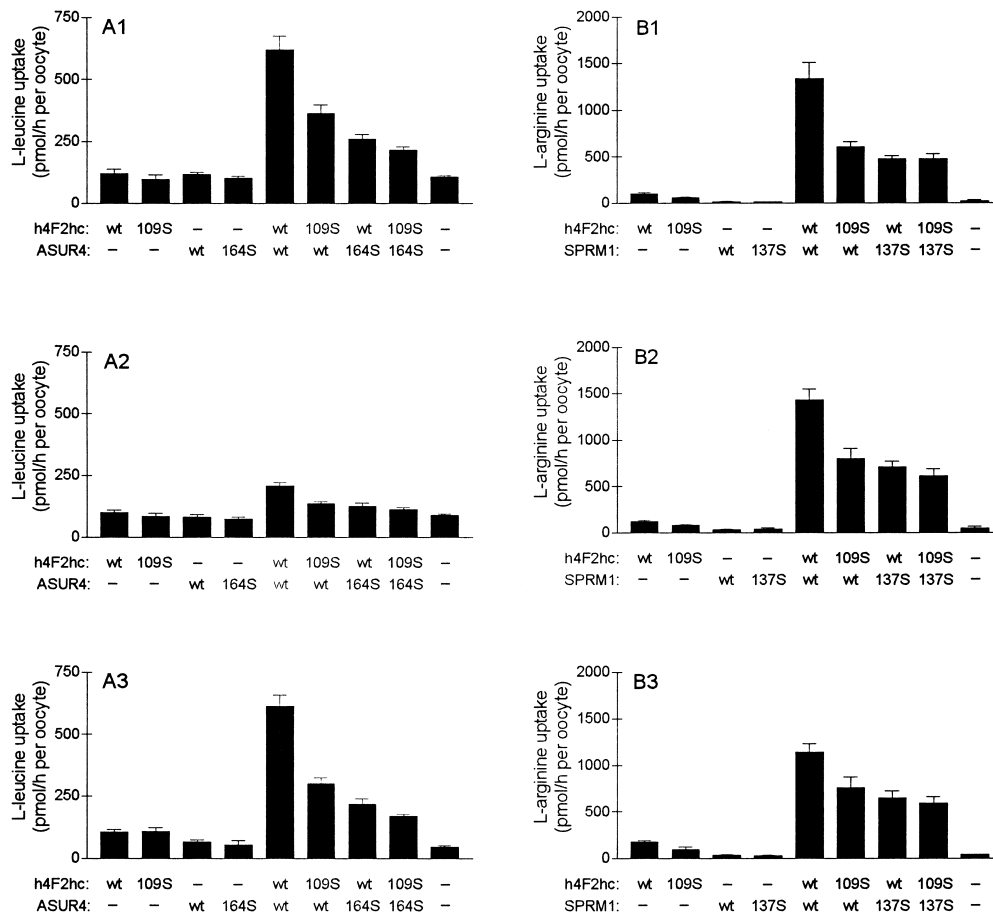 A1
L-leucine uptake
(pmol/h per oocyte)
750
500
250
0
h4F2hc: wt 109S – – wt 109S wt 109S –
ASUR4: – – wt 164S wt wt 164S 164S –
B1
L-arginine uptake
(pmol/h per oocyte)
2000
1500
1000
500
0
h4F2hc: wt 109S – – wt 109S wt 109S –
SPRM1: – – wt 137S wt wt 137S 137S –
A2
L-leucine uptake
(pmol/h per oocyte)
750
500
250
0
h4F2hc: wt 109S – – wt 109S wt 109S –
ASUR4: – – wt 164S wt wt 164S 164S –
B2
L-arginine uptake
(pmol/h per oocyte)
2000
1500
1000
500
0
h4F2hc: wt 109S – – wt 109S wt 109S –
SPRM1: – – wt 137S wt wt 137S 137S –
A3
L-leucine uptake
(pmol/h per oocyte)
750
500
250
0
h4F2hc: wt 109S – – wt 109S wt 109S –
ASUR4: – – wt 164S wt wt 164S 164S –
B3
L-arginine uptake
(pmol/h per oocyte)
2000
1500
1000
500
0
h4F2hc: wt 109S – – wt 109S wt 109S –
SPRM1: – – wt 137S wt wt 137S 137S –